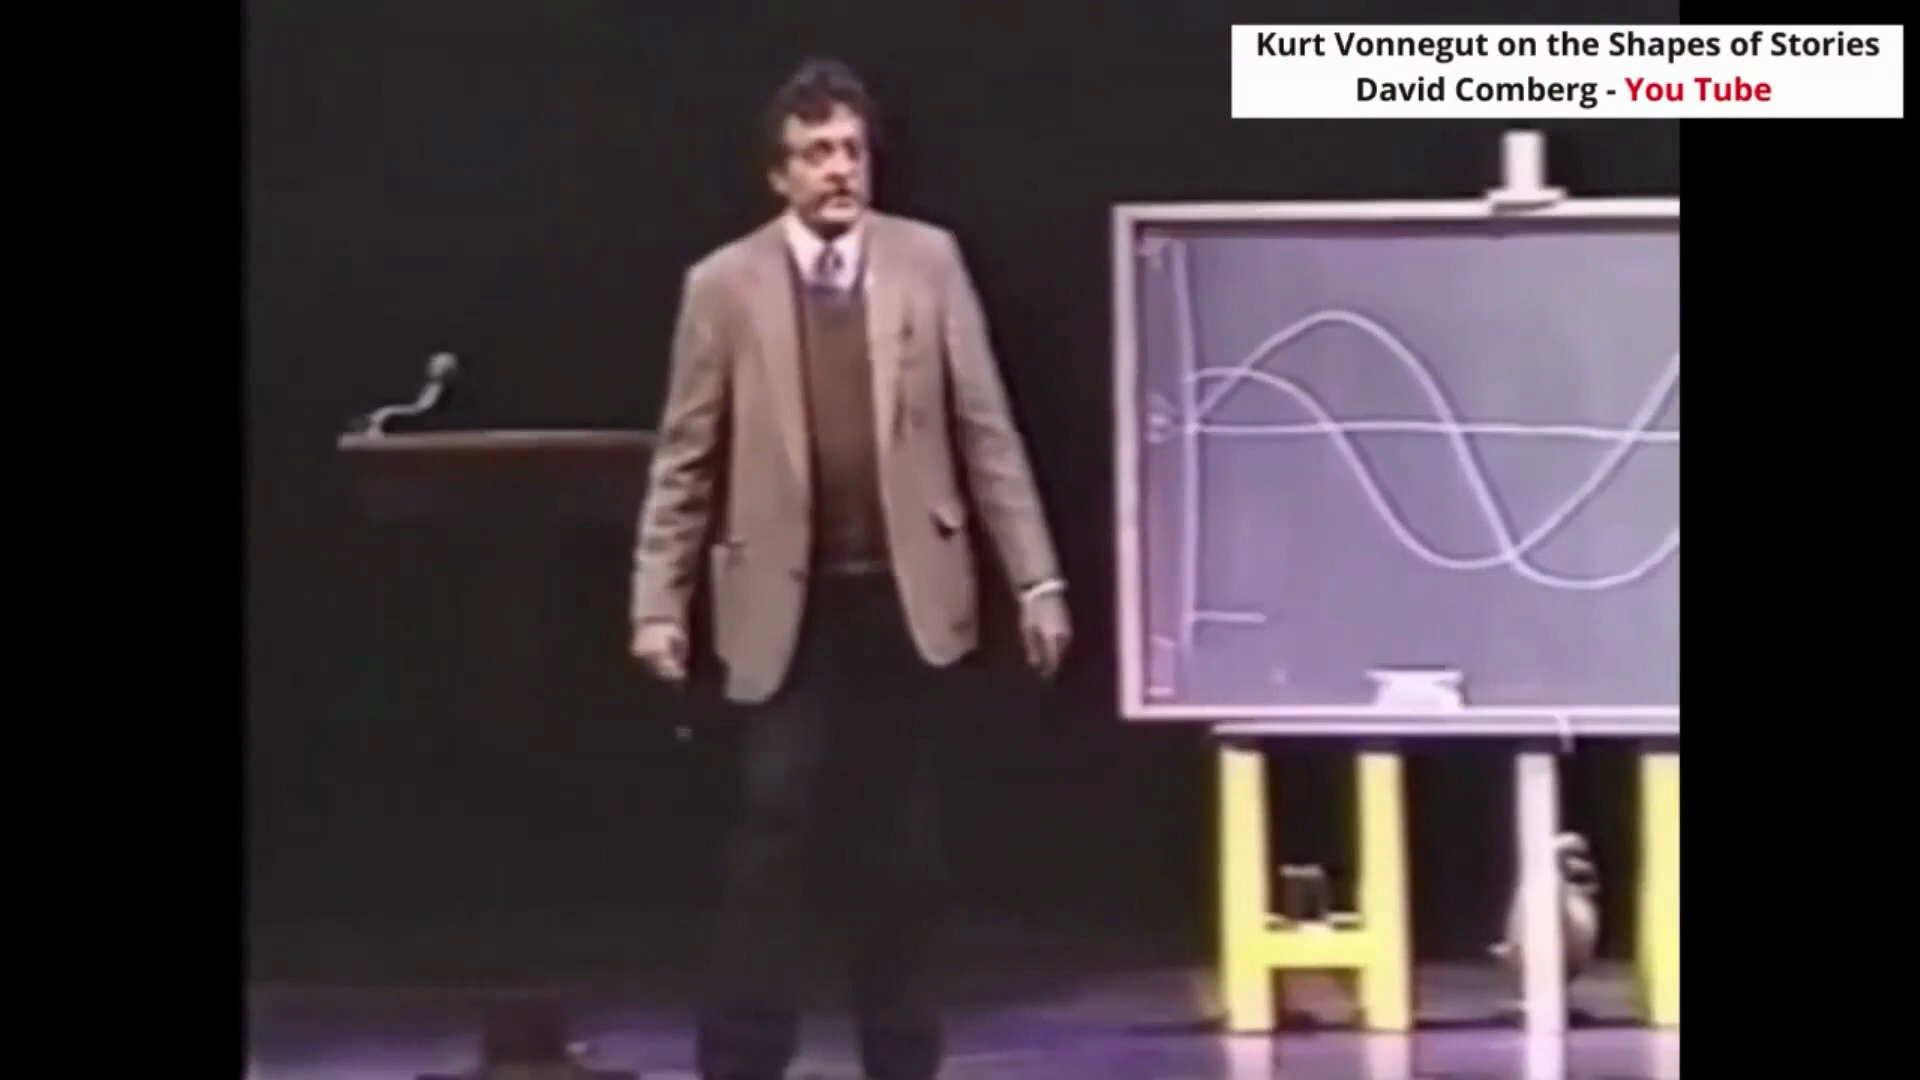 Kurt Vonnegut on the Shapes of Stories
David Comberg - You Tube